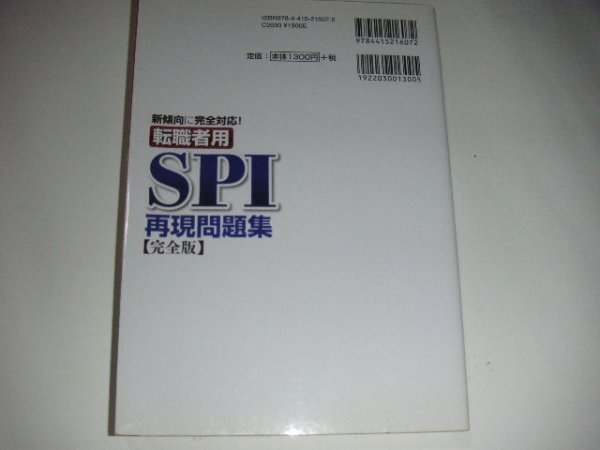 ISBN978-4-415-21607-2
C2030 ¥1300E
定価：本体1300円＋税
9784415216072
1922030013005
新傾向に完全対応！
転職者用
SPI
再現問題集
【完全版】